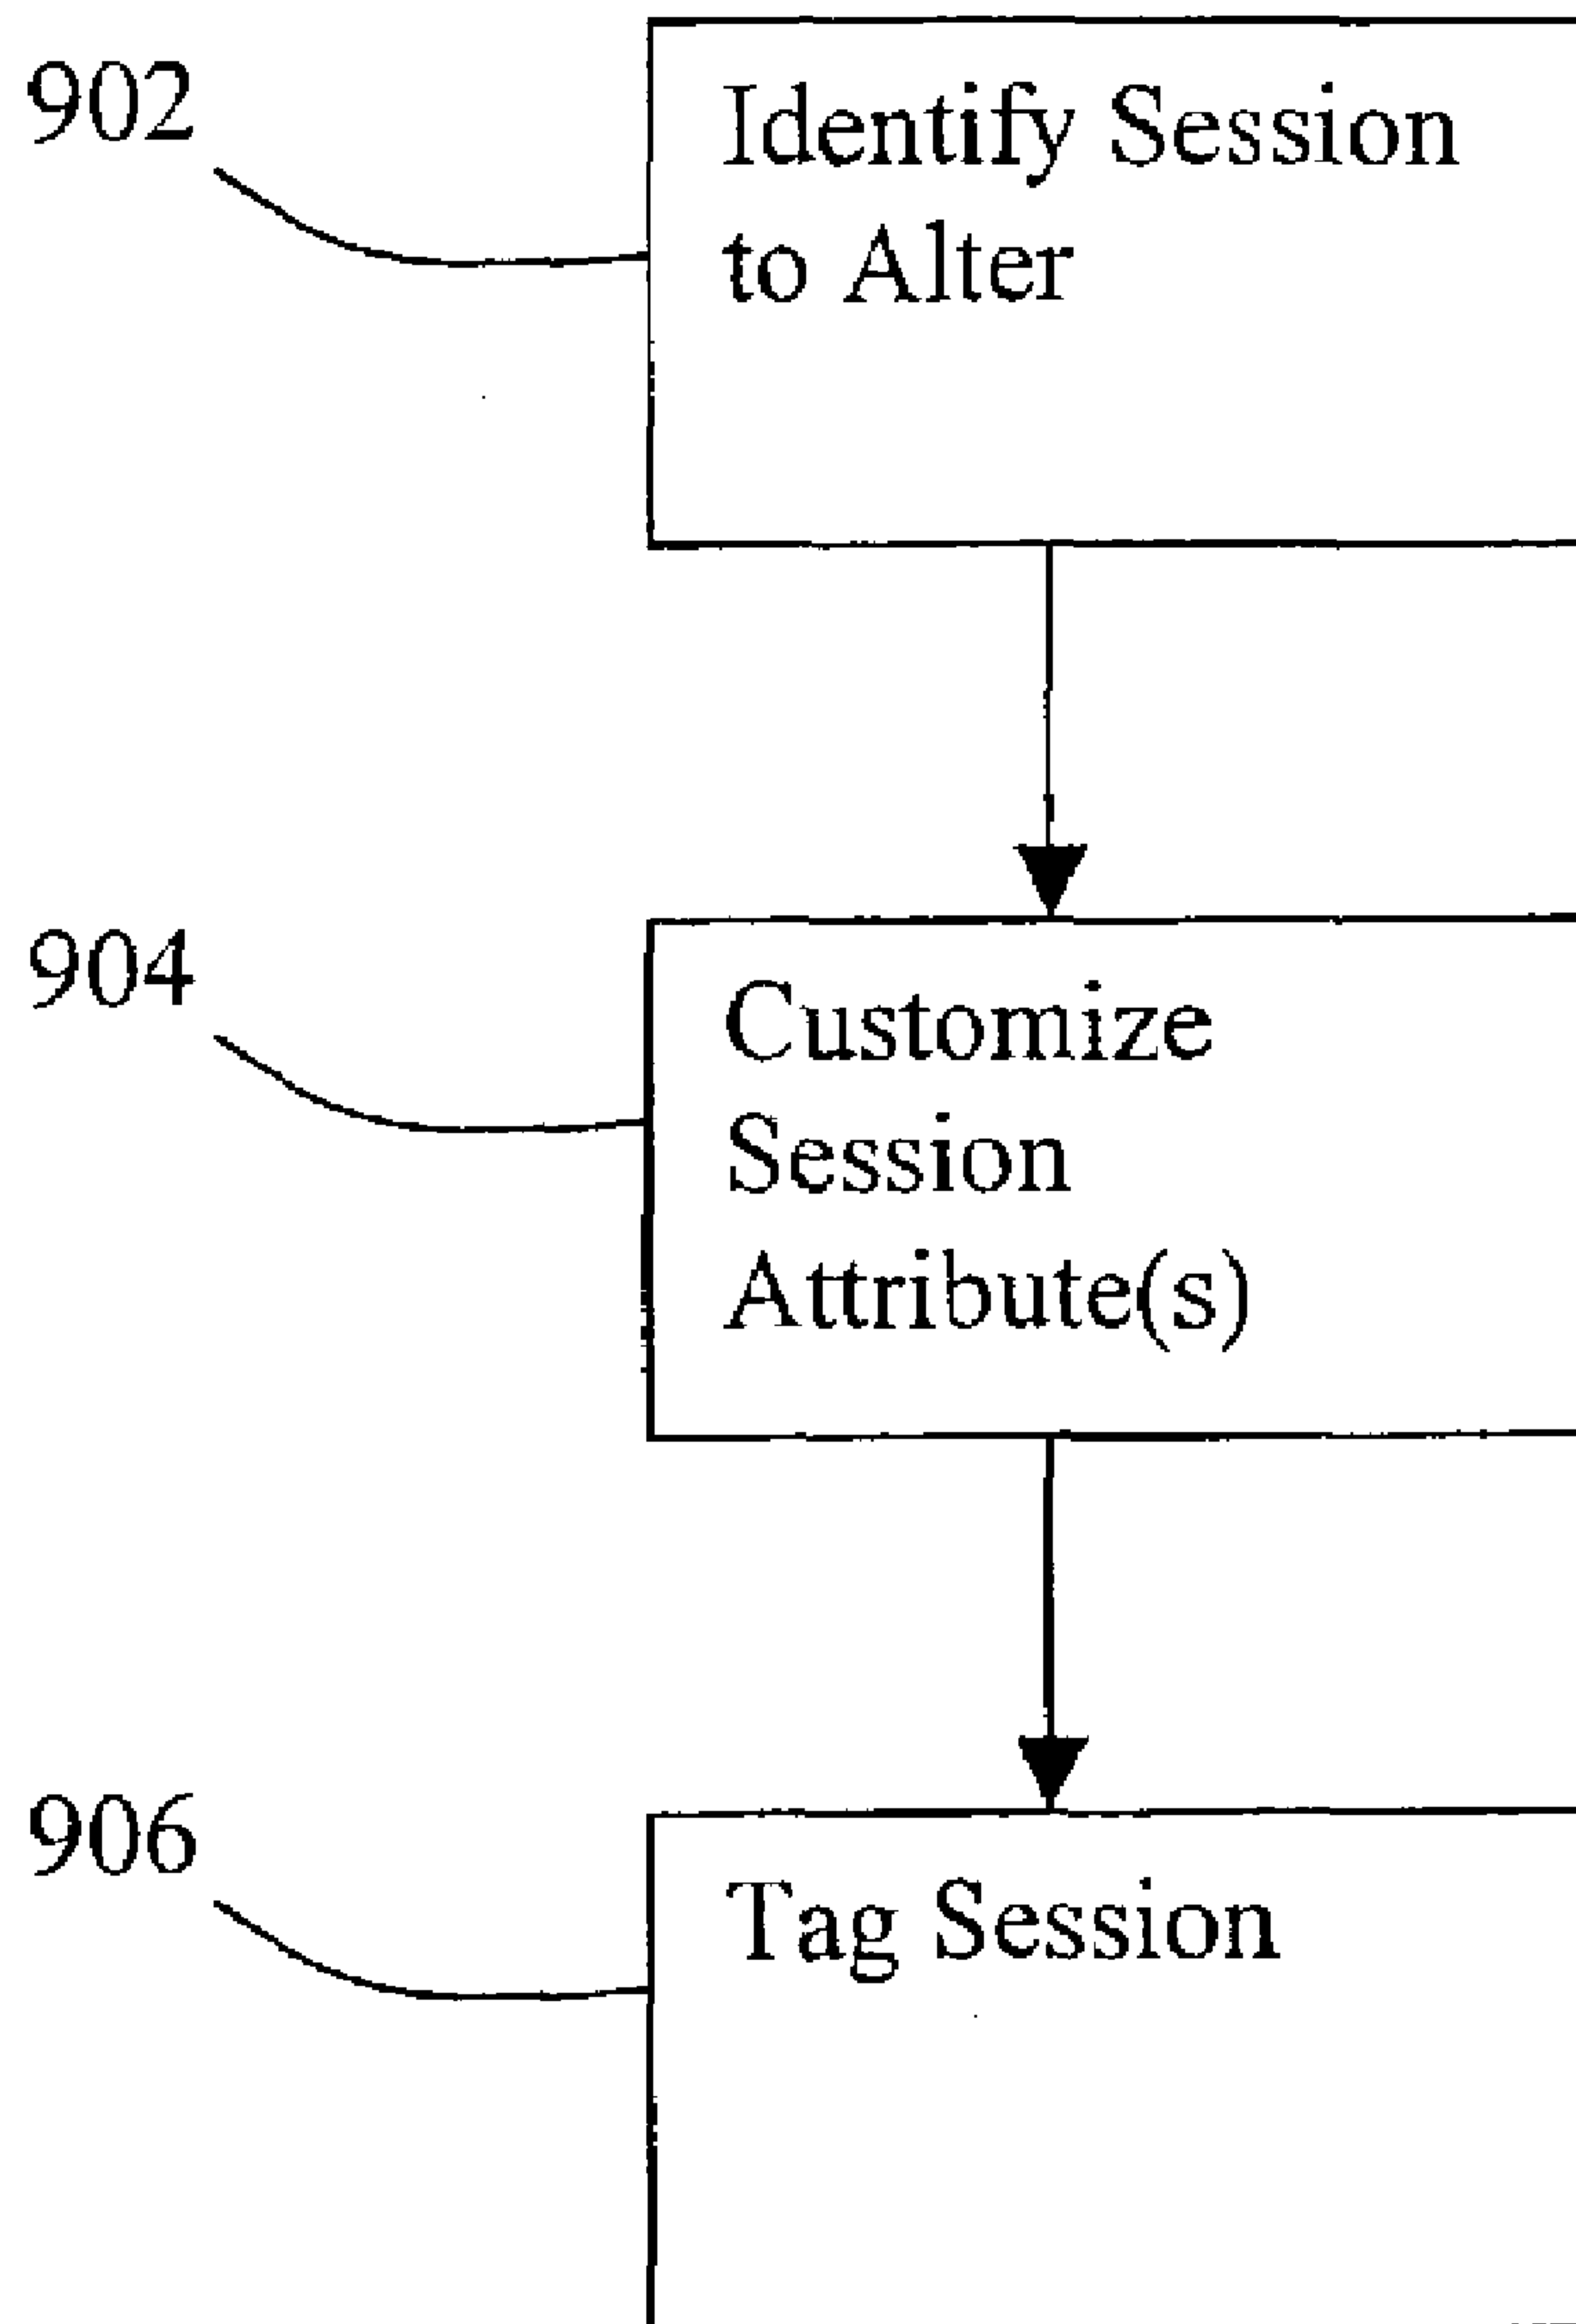 902
Identify Session
to Alter
904
Customize
Session
Attribute(s)
906
Tag Session